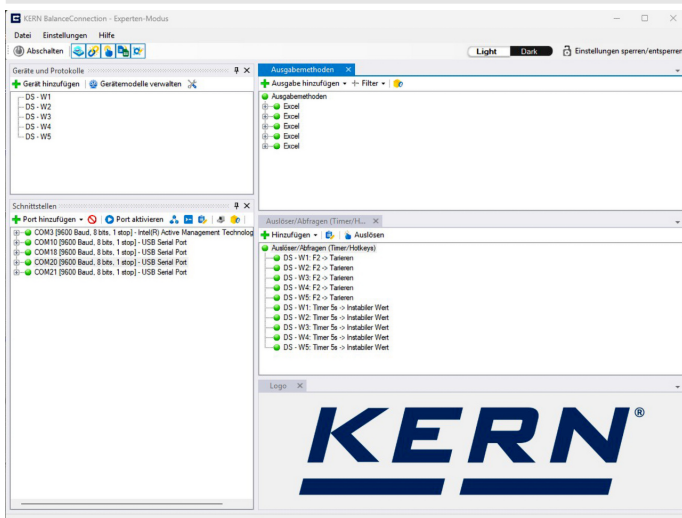 KERN BalanceConnection - Experten-Modus
Datei Einstellungen Hilfe
Abschalten
Light Dark Einstellungen sperren/entsperren
Geräte und Protokolle
Gerät hinzufügen Gerätemodelle verwalten
DS - W1
DS - W2
DS - W3
DS - W4
DS - W5
Ausgabemethoden
Ausgabe hinzufügen Filter
Ausgabemethoden
Excel
Excel
Excel
Excel
Excel
Schnittstellen
Port hinzufügen Port aktivieren
COM3 [9600 Baud, 8 bits, 1 stop] - Intel(R) Active Management Technolog
COM10 [9600 Baud, 8 bits, 1 stop] - USB Serial Port
COM18 [9600 Baud, 8 bits, 1 stop] - USB Serial Port
COM20 [9600 Baud, 8 bits, 1 stop] - USB Serial Port
COM21 [9600 Baud, 8 bits, 1 stop] - USB Serial Port
Auslöser/Abfragen (Timer/H...
Hinzufügen Auslösen
Auslöser/Abfragen (Timer/Hotkeys)
DS - W1: F2 -> Tarieren
DS - W2: F2 -> Tarieren
DS - W3: F2 -> Tarieren
DS - W4: F2 -> Tarieren
DS - W5: F2 -> Tarieren
DS - W1: Timer 5s -> Instabiler Wert
DS - W2: Timer 5s -> Instabiler Wert
DS - W3: Timer 5s -> Instabiler Wert
DS - W4: Timer 5s -> Instabiler Wert
DS - W5: Timer 5s -> Instabiler Wert
Logo
KERN®